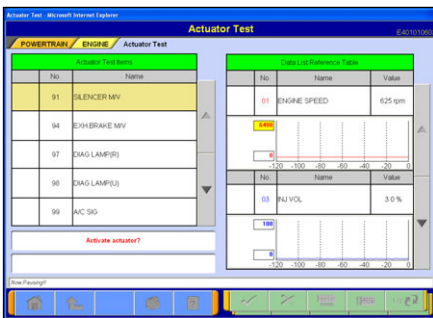 Actuator Test - Microsoft Internet Explorer
Actuator Test
E40101060
POWERTRAIN ENGINE Actuator Test
Actuator Test Items
No. Name
91 SILENCER M/V
94 EXH.BRAKE M/V
97 DIAG LAMP(R)
98 DIAG LAMP(U)
99 A/C SIG
Activate actuator?
Data List Reference Table
No. Name Value
01 ENGINE SPEED 625 rpm
6400
0
-120 -100 -80 -60 -40 -20 0
No. Name Value
03 INJ VOL 3.0 %
100
0
-120 -100 -80 -60 -40 -20 0
Now Pausing!!